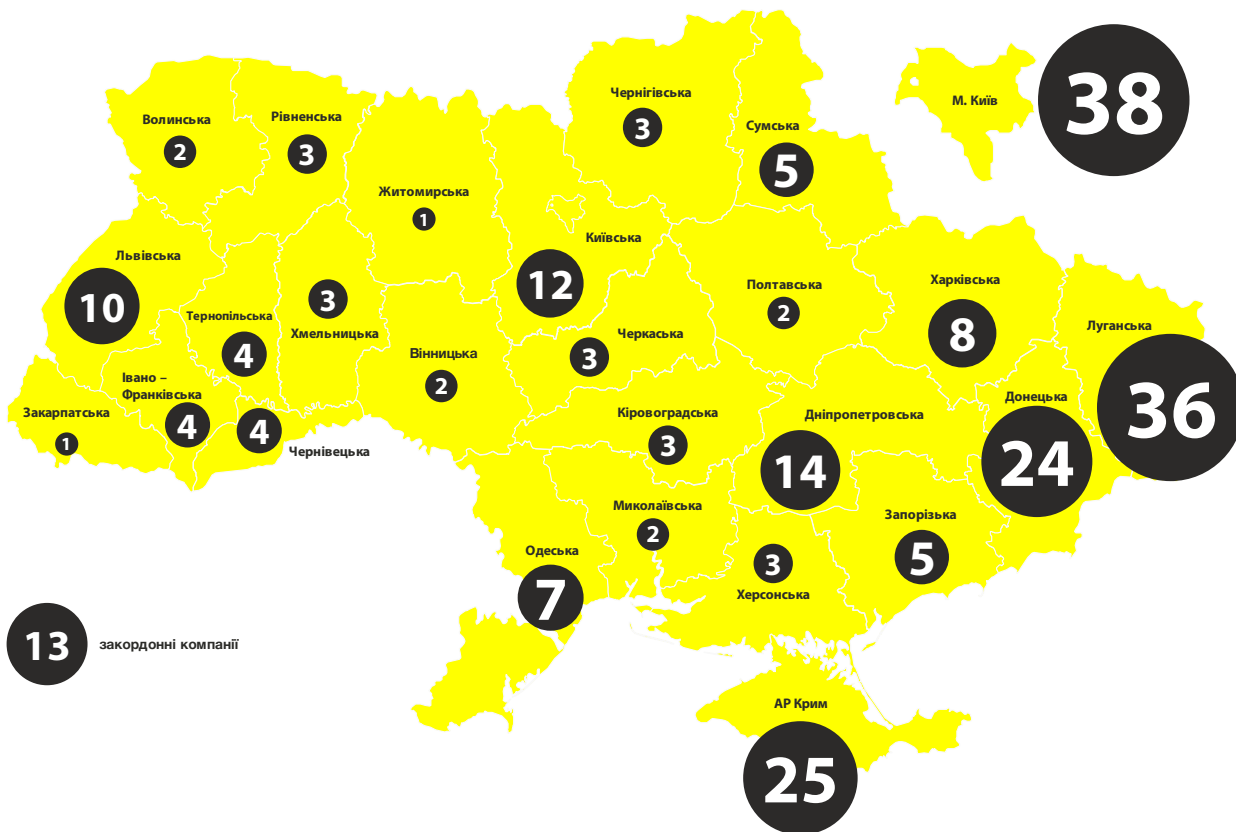 Чернігівська
3
Сумська
5
М. Київ
38
Волинська
2
Рівненська
3
Житомирська
1
Київська
12
Львівська
10
Тернопільська
4
3
Хмельницька
Вінницька
2
Черкаська
3
Полтавська
2
Харківська
8
Луганська
36
Закарпатська
1
Івано –
Франківська
4
4
Чернівецька
Кіровоградська
3
Дніпропетровська
14
Донецька
24
Миколаївська
2
Запорізька
5
Одеська
7
3
Херсонська
13
закордонні компанії
АР Крим
25